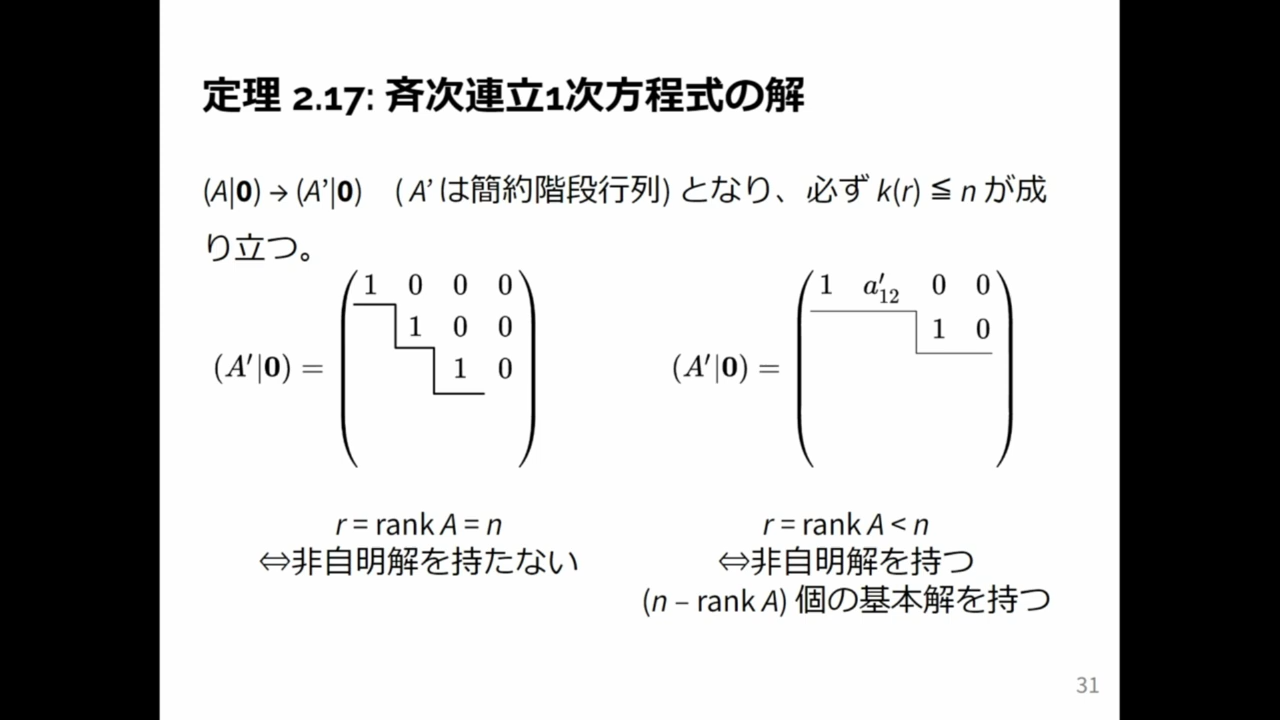 定理 2.17: 斉次連立1次方程式の解
(A|0) → (A’|0) ( A’ は簡約階段行列) となり、必ず k(r) ≦ n が成
り立つ。
(A′|0) =
1 0 0 0
1 0 0
1 0
(A′|0) =
1 a′12 0 0
1 0
r = rank A = n
⇔非自明解を持たない
r = rank A < n
⇔非自明解を持つ
(n – rank A) 個の基本解を持つ
31